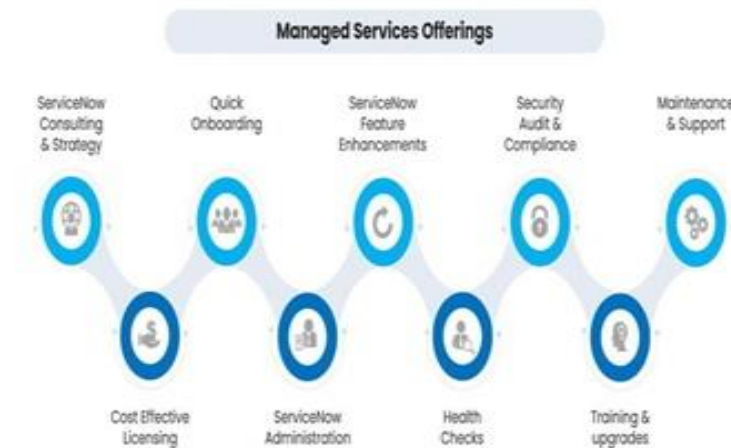 Managed Services Offerings
ServiceNow
Consulting
& Strategy
Quick
Onboarding
ServiceNow
Feature
Enhancements
Security
Audit &
Compliance
Maintenance
& Support
Cost Effective
Licensing
ServiceNow
Administration
Health
Checks
Training &
upgrades